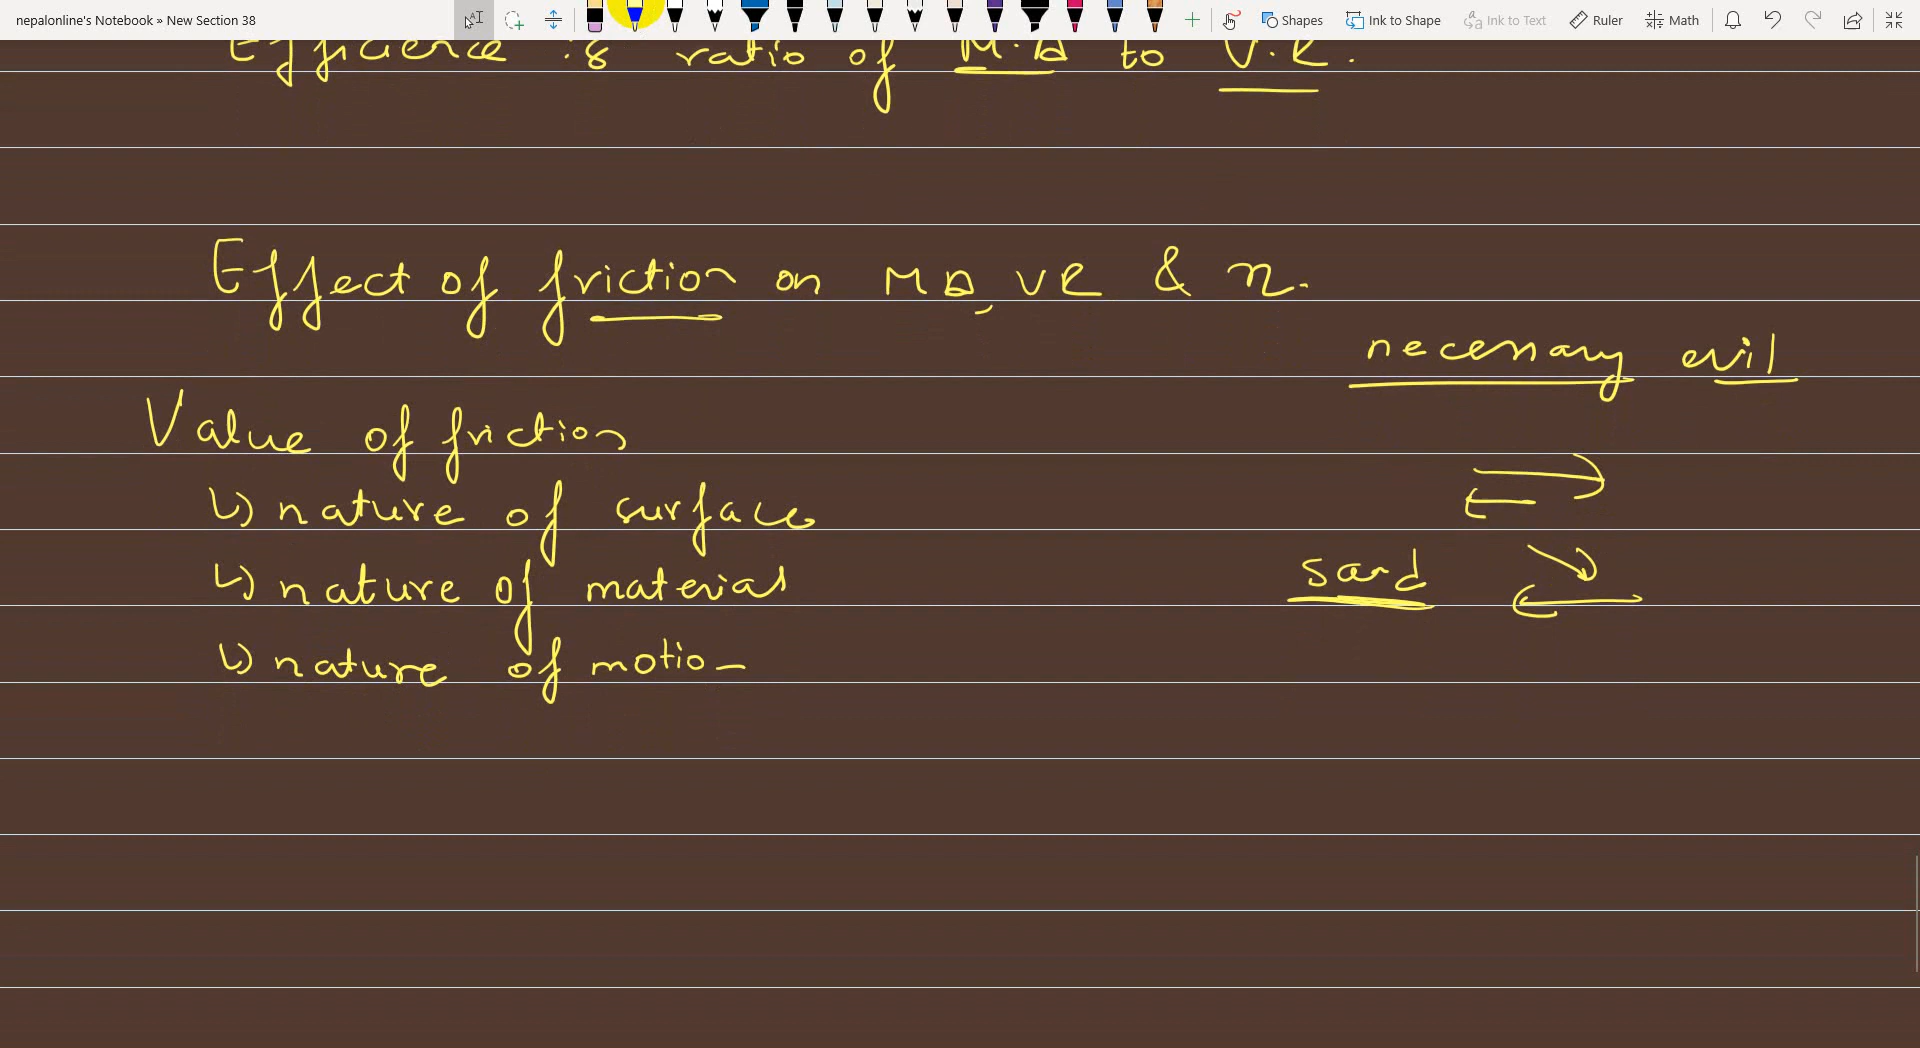 nepalonline's Notebook » New Section 38
Shapes
Ink to Shape
Ink to Text
Ruler
Math
Efficience is ratio of M.A to V.R.
Effect of friction on MA, VR & η.
necessary evil
Value of friction
↳ nature of surface
↳ nature of material
sand
↳ nature of motion